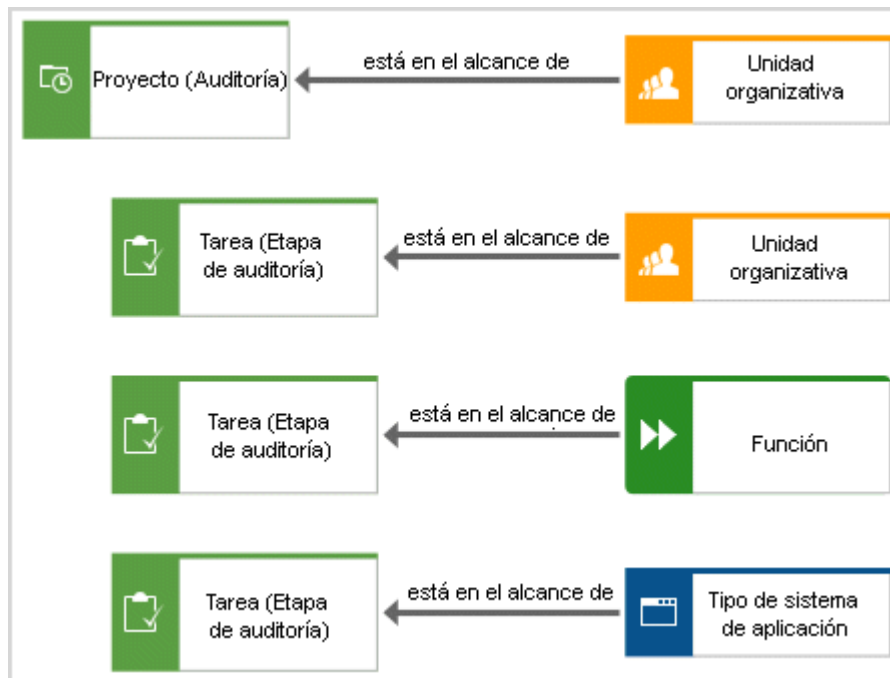 Proyecto (Auditoría)
está en el alcance de
Unidad
organizativa
Tarea (Etapa
de auditoría)
está en el alcance de
Unidad
organizativa
Tarea (Etapa
de auditoría)
está en el alcance de
Función
Tarea (Etapa
de auditoría)
está en el alcance de
Tipo de sistema
de aplicación